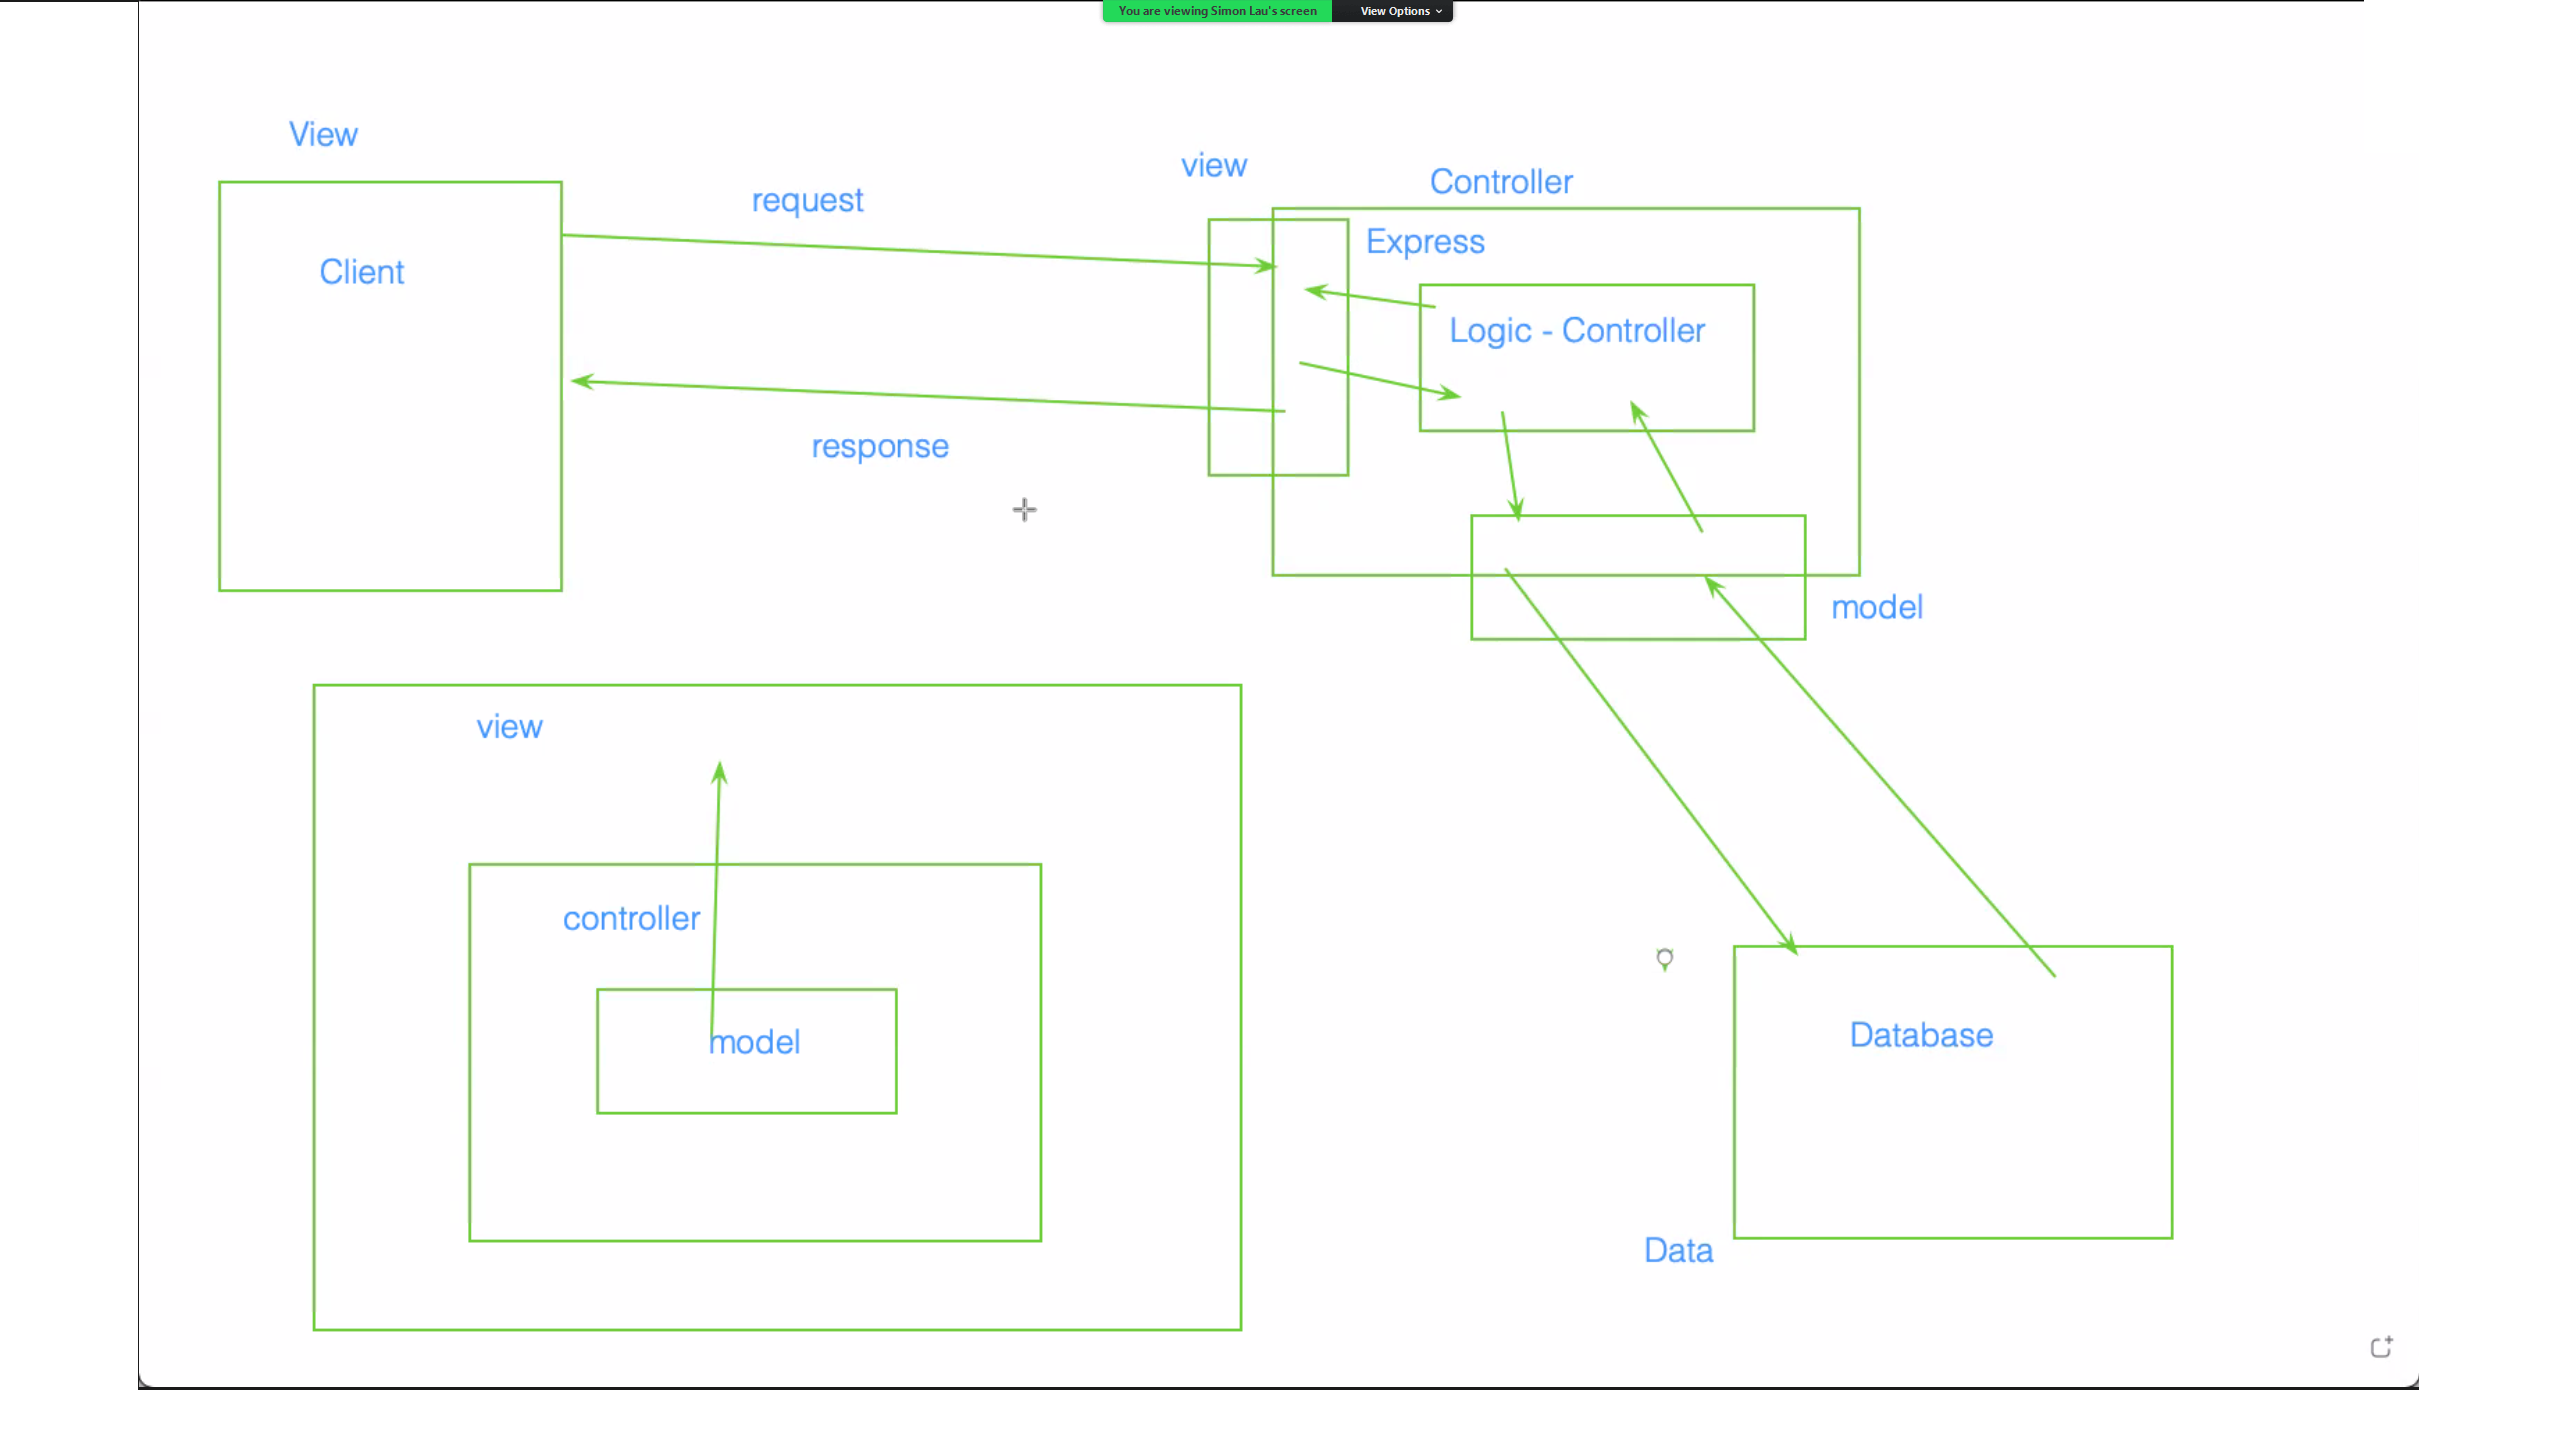 You are viewing Simon Lau's screen
View Options
View
view
Controller
request
Express
Client
Logic - Controller
response
model
view
controller
model
Database
Data